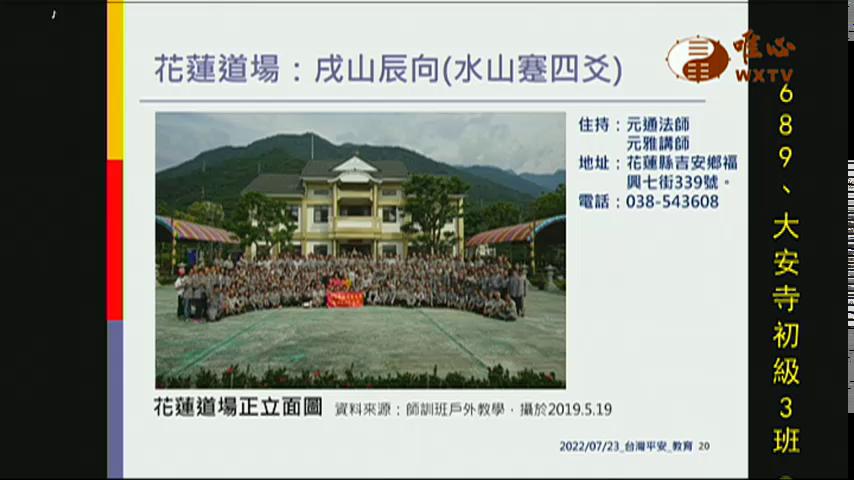 花蓮道場：戌山辰向(水山蹇四爻)
唯心
WXTV
住持：元通法師
元雅講師
地址：花蓮縣吉安鄉福
興七街339號。
電話：038-543608
花蓮道場正立面圖 資料來源：師訓班戶外教學，攝於2019.5.19
2022/07/23_台灣平安_教育 20
689、大安寺初級3班